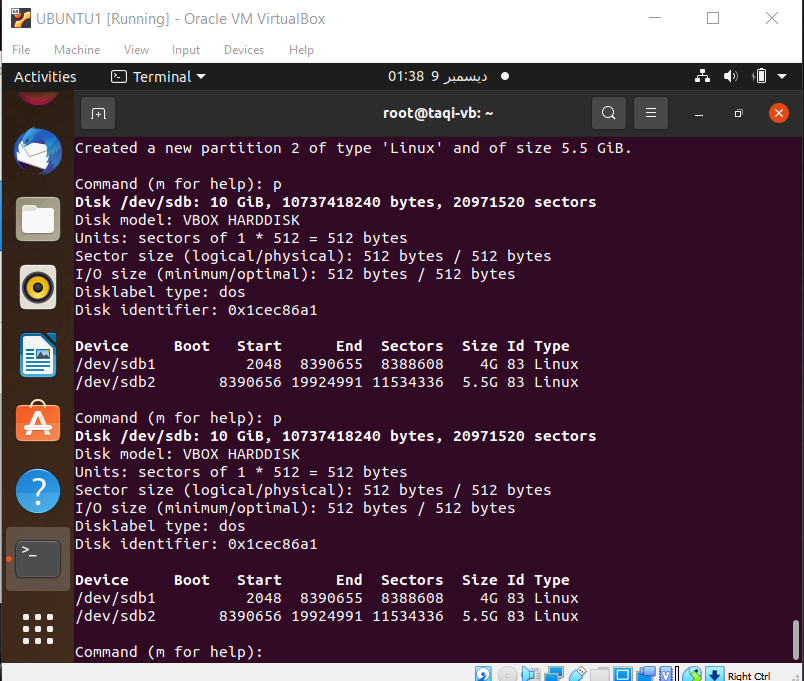 UBUNTU1 [Running] - Oracle VM VirtualBox
File Machine View Input Devices Help
Activities Terminal 01:38 9 ديسمبر
root@taqi-vb: ~
Created a new partition 2 of type 'Linux' and of size 5.5 GiB.
Command (m for help): p
Disk /dev/sdb: 10 GiB, 10737418240 bytes, 20971520 sectors
Disk model: VBOX HARDDISK
Units: sectors of 1 * 512 = 512 bytes
Sector size (logical/physical): 512 bytes / 512 bytes
I/O size (minimum/optimal): 512 bytes / 512 bytes
Disklabel type: dos
Disk identifier: 0x1cec86a1
Device Boot Start End Sectors Size Id Type
/dev/sdb1 2048 8390655 8388608 4G 83 Linux
/dev/sdb2 8390656 19924991 11534336 5.5G 83 Linux
Command (m for help): p
Disk /dev/sdb: 10 GiB, 10737418240 bytes, 20971520 sectors
Disk model: VBOX HARDDISK
Units: sectors of 1 * 512 = 512 bytes
Sector size (logical/physical): 512 bytes / 512 bytes
I/O size (minimum/optimal): 512 bytes / 512 bytes
Disklabel type: dos
Disk identifier: 0x1cec86a1
Device Boot Start End Sectors Size Id Type
/dev/sdb1 2048 8390655 8388608 4G 83 Linux
/dev/sdb2 8390656 19924991 11534336 5.5G 83 Linux
Command (m for help):
Right Ctrl